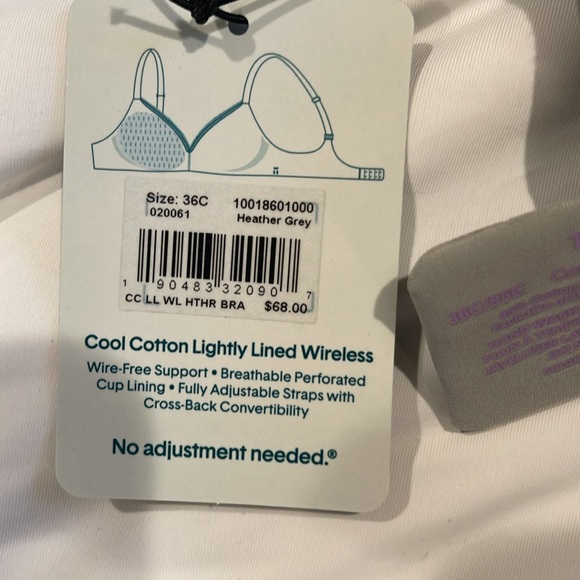 Size: 36C 10018601000
020061 Heather Grey
1 90483 32090 7
CC LL WL HTHR BRA $68.00
Cool Cotton Lightly Lined Wireless
Wire-Free Support • Breathable Perforated
Cup Lining • Fully Adjustable Straps with
Cross-Back Convertibility
No adjustment needed.®